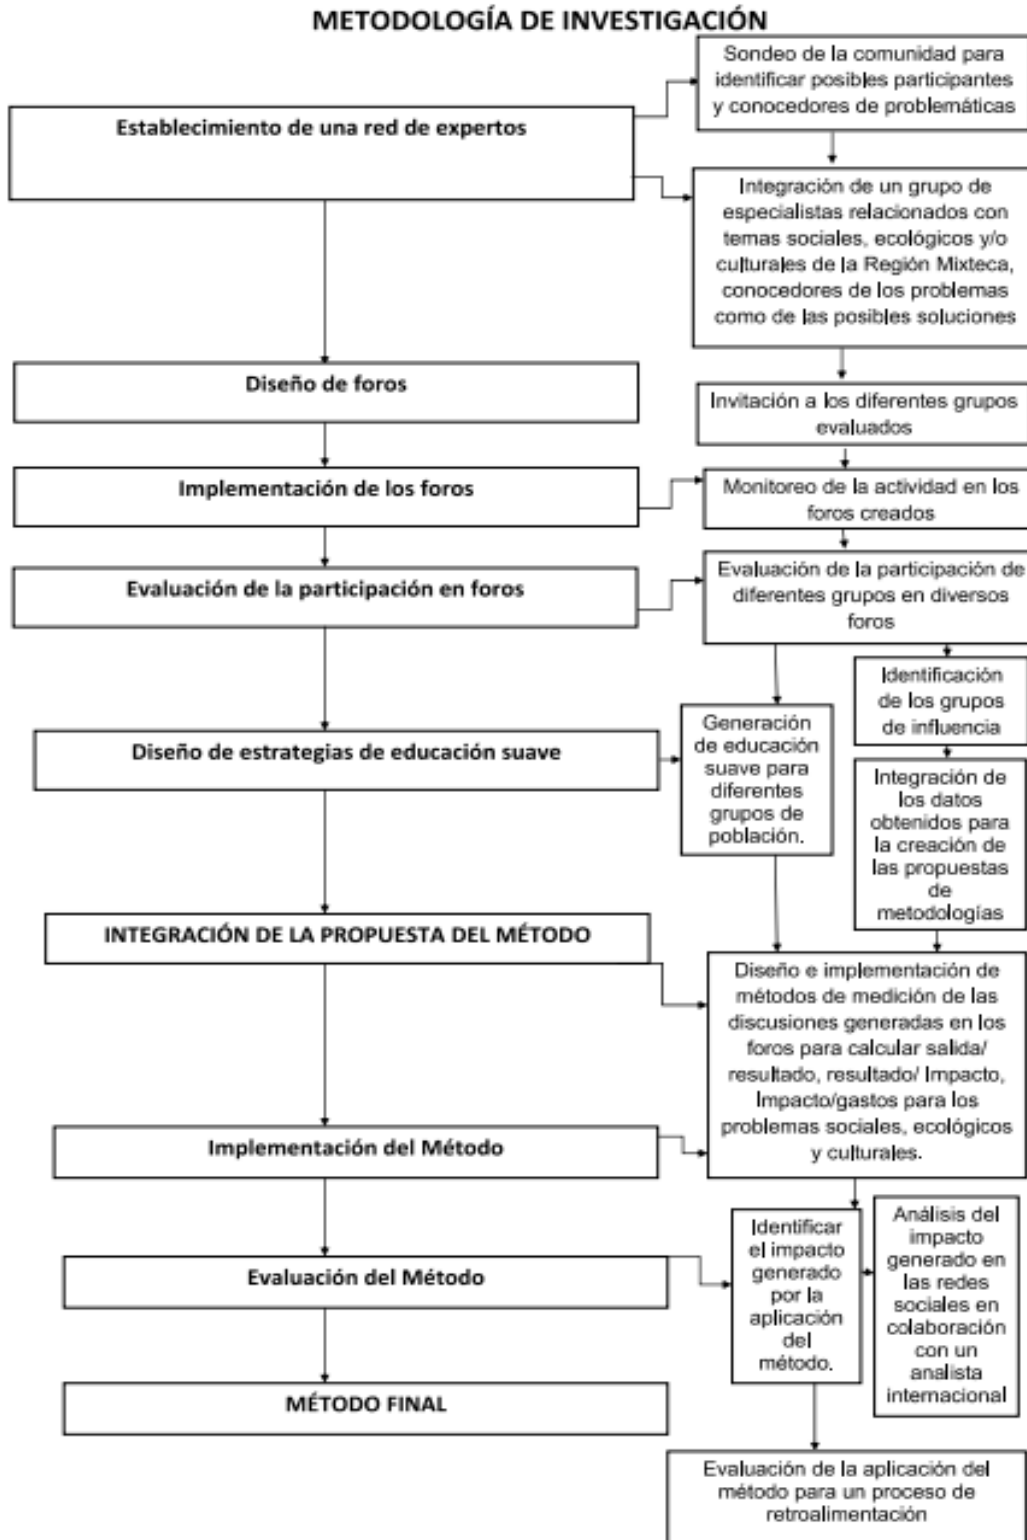 METODOLOGÍA DE INVESTIGACIÓN
Sondeo de la comunidad para
identificar posibles participantes
y conocedores de problemáticas
Establecimiento de una red de expertos
Integración de un grupo de
especialistas relacionados con
temas sociales, ecológicos y/o
culturales de la Región Mixteca,
conocedores de los problemas
como de las posibles soluciones
Diseño de foros
Invitación a los diferentes grupos
evaluados
Implementación de los foros
Monitoreo de la actividad en los
foros creados
Evaluación de la participación en foros
Evaluación de la participación de
diferentes grupos en diversos
foros
Identificación
de los grupos
de influencia
Diseño de estrategias de educación suave
Generación
de educación
suave para
diferentes
grupos de
población.
Integración de
los datos
obtenidos para
la creación de
las propuestas
de
metodologías
INTEGRACIÓN DE LA PROPUESTA DEL MÉTODO
Diseño e implementación de
métodos de medición de las
discusiones generadas en los
foros para calcular salida/
resultado, resultado/ Impacto,
Impacto/gastos para los
problemas sociales, ecológicos
y culturales.
Implementación del Método
Evaluación del Método
Identificar
el impacto
generado
por la
aplicación
del
método.
Análisis del
impacto
generado en
las redes
sociales en
colaboración
con un
analista
internacional
MÉTODO FINAL
Evaluación de la aplicación del
método para un proceso de
retroalimentación